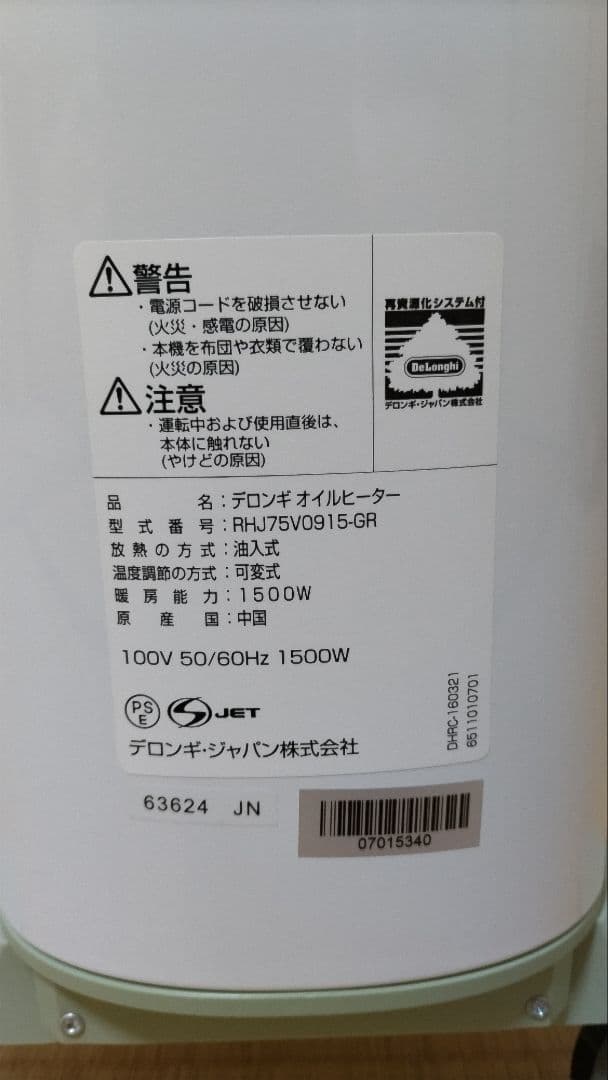 警告
・電源コードを破損させない
(火災・感電の原因)
・本機を布団や衣類で覆わない
(火災の原因)
注意
・運転中および使用直後は、
本体に触れない
(やけどの原因)
再資源化システム付
DeLonghi
デロンギ・ジャパン株式会社
品名：デロンギ オイルヒーター
型式番号：RHJ75V0915-GR
放熱の方式：油入式
温度調節の方式：可変式
暖房能力：1500W
原産国：中国
100V 50/60Hz 1500W
PS
E
JET
デロンギ・ジャパン株式会社
DHRC-160321
6511010701
63624 JN
07015340